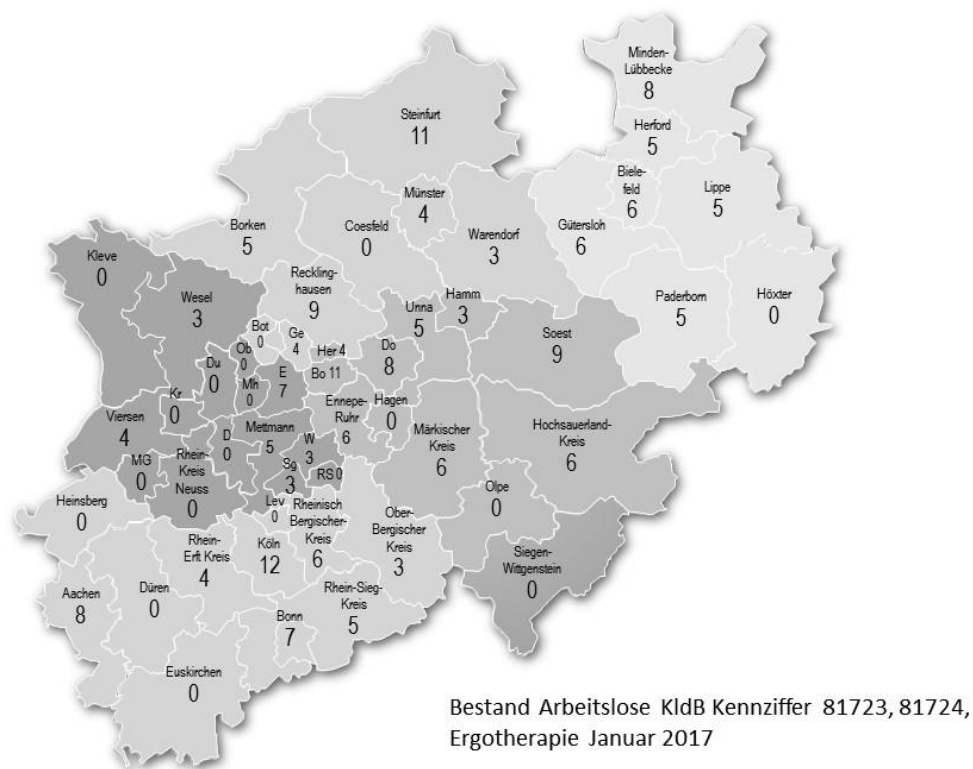 Minden-
Lübbecke
8
Steinfurt
11
Herford
5
Biele-
feld
6
Lippe
5
Münster
4
Borken
5
Coesfeld
0
Warendorf
3
Gütersloh
6
Kleve
0
Wesel
3
Reckling-
hausen
9
Unna
5
Hamm
3
Soest
9
Paderborn
5
Höxter
0
Bot
0
Ge
4
Her 4
Do
8
Ob
0
Du
0
Mh
0
E
7
Bo 11
Kr
0
Ennepe-
Ruhr
6
Hagen
0
Märkischer
Kreis
6
Hochsauerland-
Kreis
6
Viersen
4
D
0
Mettmann
5
W
3
MG
0
Rhein-
Kreis
Neuss
0
Sg
3
RS 0
Olpe
0
Heinsberg
0
Lev
0
Rheinisch
Bergischer-
Kreis
6
Ober-
Bergischer
Kreis
3
Rhein-
Erft Kreis
4
Köln
12
Siegen-
Wittgenstein
0
Aachen
8
Düren
0
Rhein-Sieg-
Kreis
5
Bonn
7
Euskirchen
0
Bestand Arbeitslose KldB Kennziffer 81723, 81724,
Ergotherapie Januar 2017